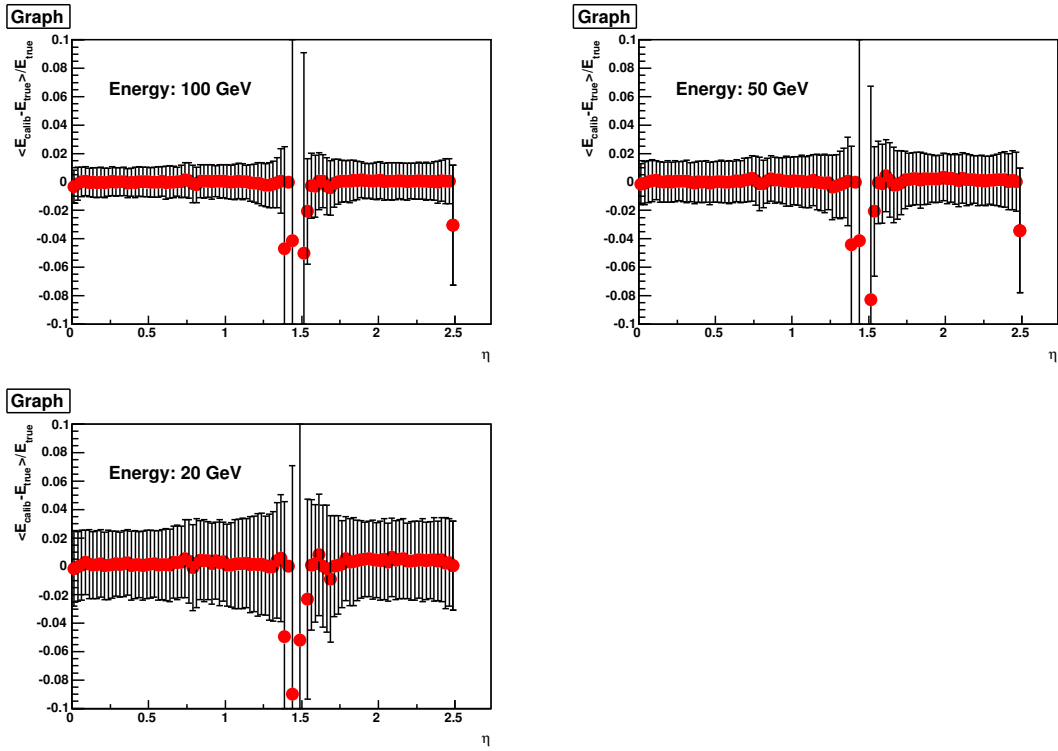 Graph
<E_calib-E_true>/E_true
0.1
0.08
0.06
0.04
0.02
0
-0.02
-0.04
-0.06
-0.08
-0.1
Energy: 100 GeV
0 0.5 1 1.5 2 2.5
η
Graph
<E_calib-E_true>/E_true
0.1
0.08
0.06
0.04
0.02
0
-0.02
-0.04
-0.06
-0.08
-0.1
Energy: 50 GeV
0 0.5 1 1.5 2 2.5
η
Graph
<E_calib-E_true>/E_true
0.1
0.08
0.06
0.04
0.02
0
-0.02
-0.04
-0.06
-0.08
-0.1
Energy: 20 GeV
0 0.5 1 1.5 2 2.5
η